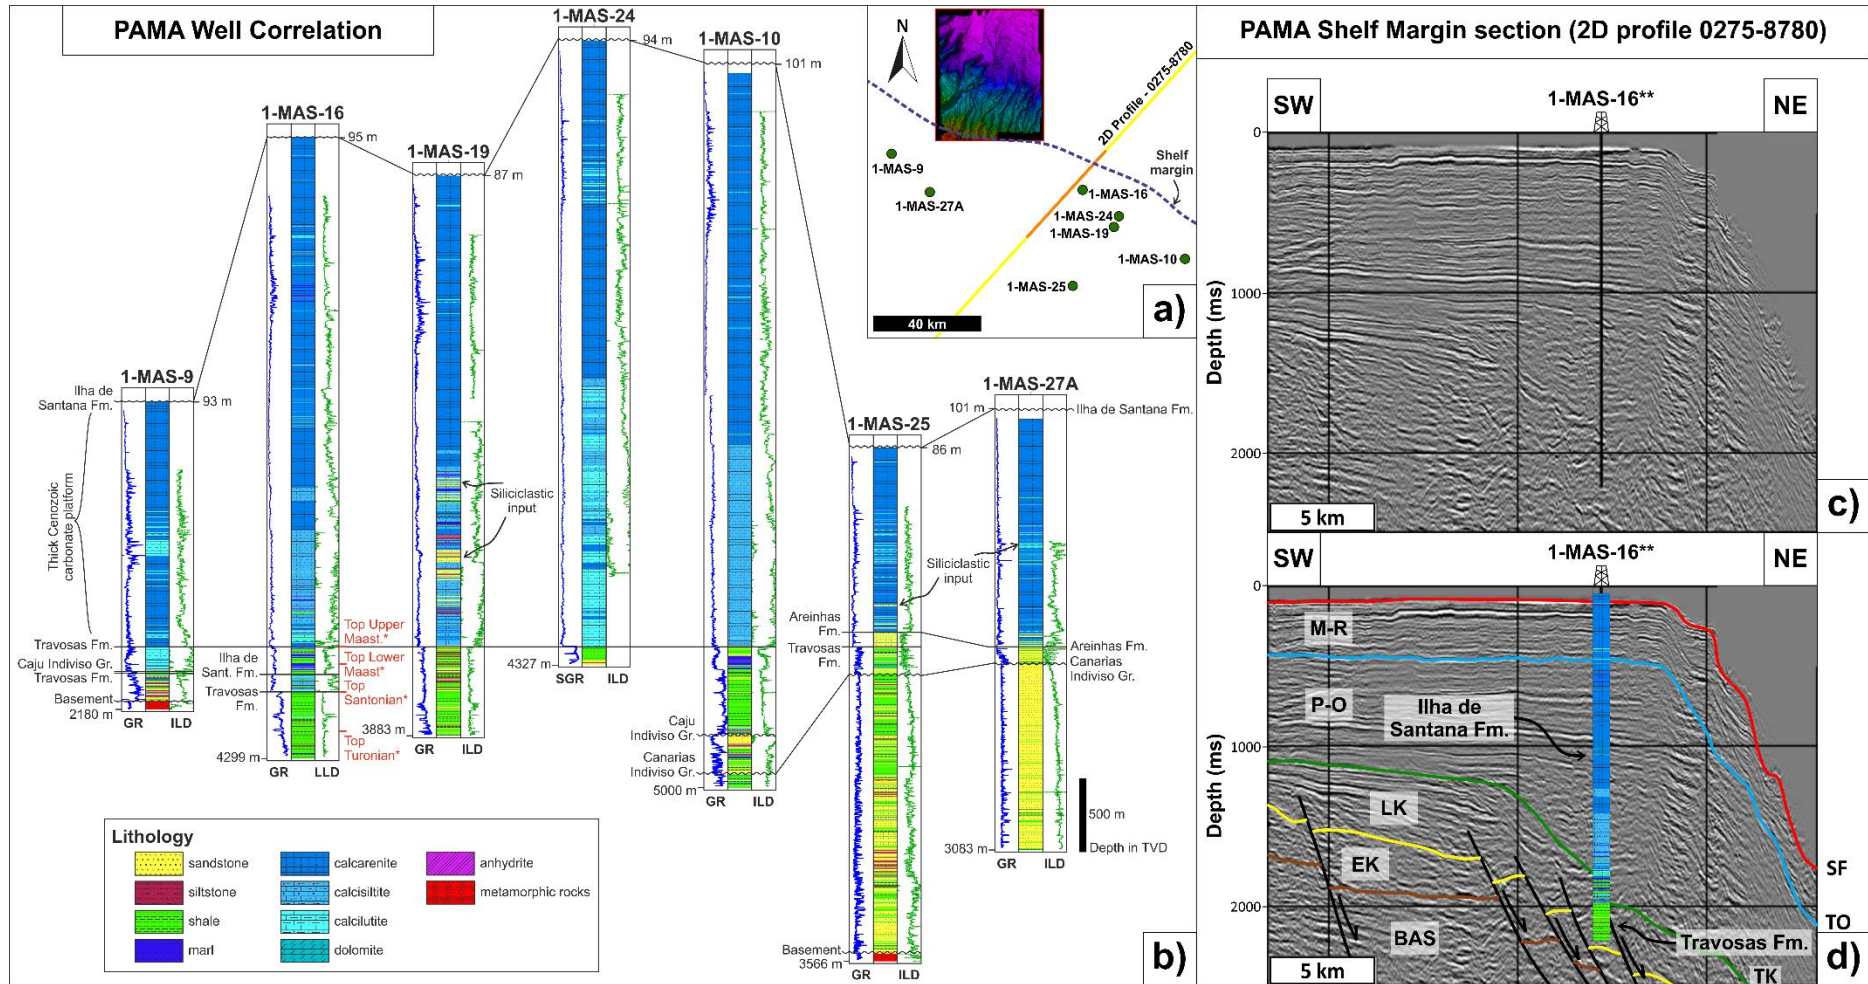 PAMA Well Correlation
1-MAS-24
94 m
1-MAS-10
101 m
1-MAS-16
95 m
1-MAS-19
87 m
1-MAS-9
Ilha de
Santana Fm.
93 m
Thick Cenozoic
carbonate platform
Travosas Fm.
Caju Indiviso Gr.
Travosas Fm.
Basement
2180 m
GR
ILD
Ilha de
Sant. Fm.
Travosas
Fm.
4299 m
GR
LLD
Top Upper
Maast.*
Top Lower
Maast*
Top
Santonian*
Top
Turonian*
3883 m
GR
ILD
Siliciclastic
input
4327 m
SGR
ILD
Caju
Indiviso Gr.
Canarias
Indiviso Gr.
5000 m
GR
ILD
1-MAS-25
86 m
Siliciclastic
input
Areinhas
Fm.
Travosas
Fm.
Basement
3566 m
GR
ILD
1-MAS-27A
101 m
Ilha de Santana Fm.
Areinhas Fm.
Canarias
Indiviso Gr.
500 m
Depth in TVD
3083 m
GR
ILD
Lithology
sandstone
siltstone
shale
marl
calcarenite
calcisiltite
calcilutite
dolomite
anhydrite
metamorphic rocks
b)
N
2D Profile - 0275-8780
Shelf
margin
1-MAS-9
1-MAS-27A
1-MAS-16
1-MAS-24
1-MAS-19
1-MAS-10
1-MAS-25
40 km
a)
PAMA Shelf Margin section (2D profile 0275-8780)
SW
1-MAS-16**
NE
0
1000
2000
Depth (ms)
5 km
c)
SW
1-MAS-16**
NE
0
1000
2000
Depth (ms)
M-R
P-O
Ilha de
Santana Fm.
LK
EK
BAS
Travosas Fm.
SF
TO
TK
5 km
d)